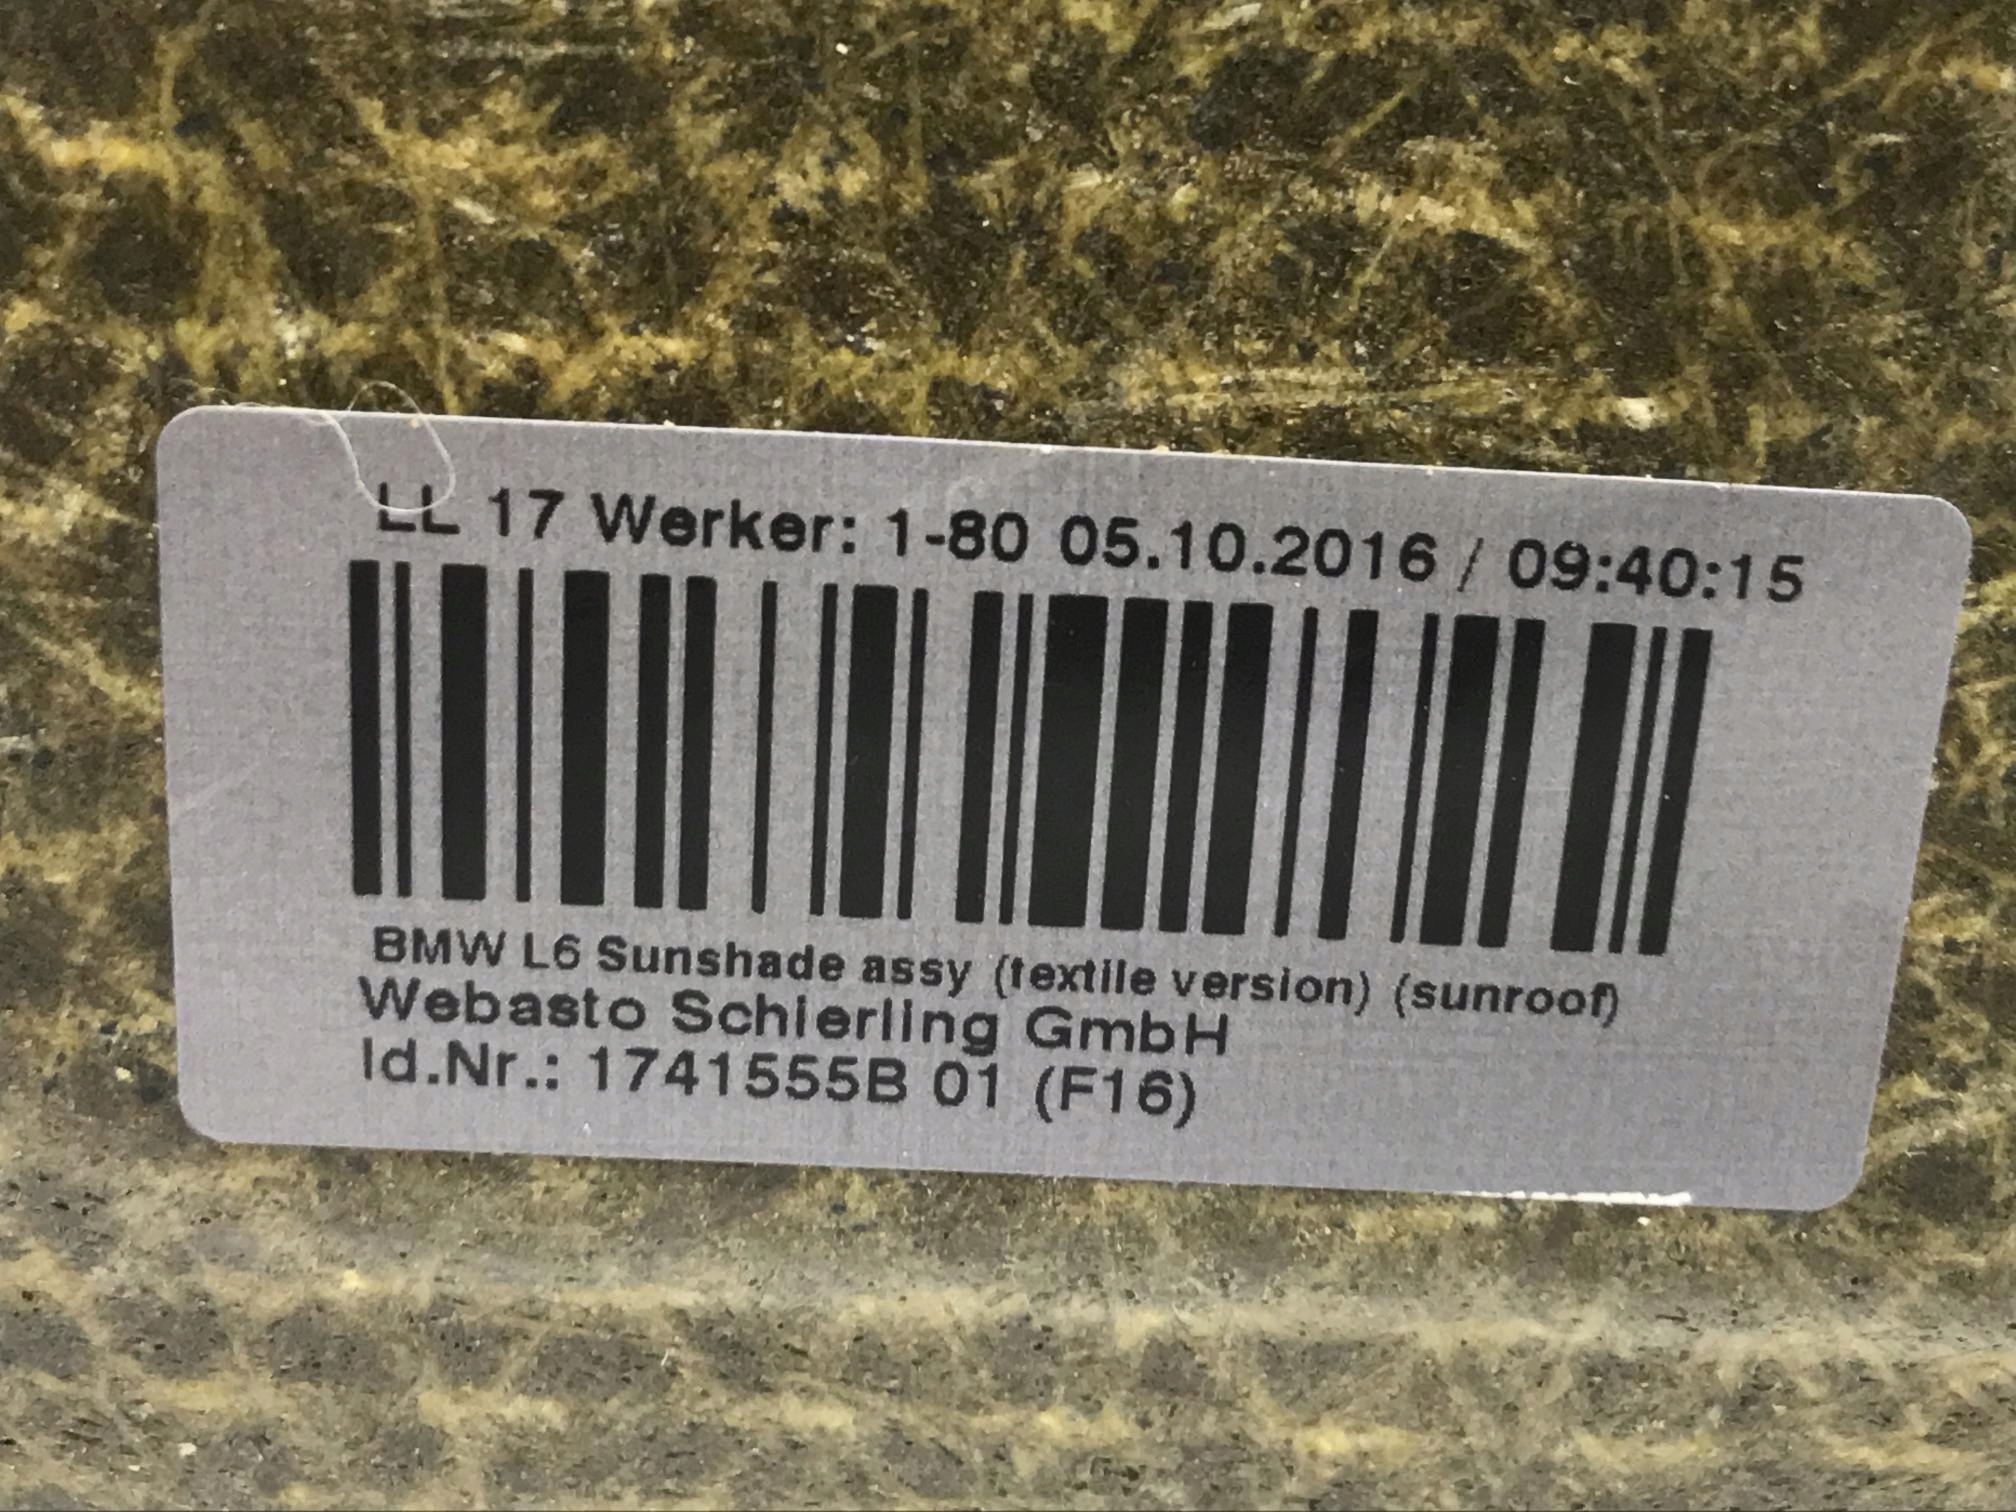 LL 17 Werker: 1-80 05.10.2016 / 09:40:15
BMW L6 Sunshade assy (textile version) (sunroof)
Webasto Schierling GmbH
Id.Nr.: 1741555B 01 (F16)